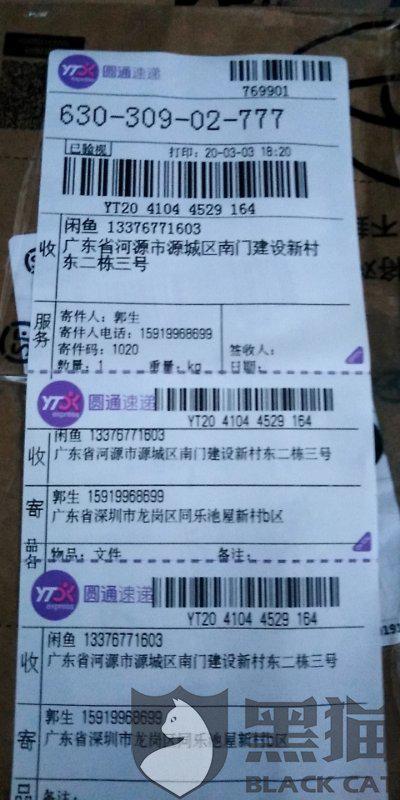 YTO express 圆通速递
769901
630-309-02-777
已验视 打印: 20-03-03 18:20
YT20 4104 4529 164
收
闲鱼 13376771603
广东省河源市源城区南门建设新村
东二栋三号
服务
寄件人: 郭生
寄件人电话: 15919968699
寄件码: 1020 签收人:
数量: 1 重量: kg 日期:
YTO express 圆通速递
YT20 4104 4529 164
收
闲鱼 13376771603
广东省河源市源城区南门建设新村东二栋三号
寄
郭生 15919968699
广东省深圳市龙岗区同乐池屋新村b区
品名
物品: 文件 备注:
YTO express 圆通速递
YT20 4104 4529 164
收
闲鱼 13376771603
广东省河源市源城区南门建设新村东二栋三号
寄
郭生 15919968699
广东省深圳市龙岗区同乐池屋新村b区
品
备注:
黑猫
BLACK CAT